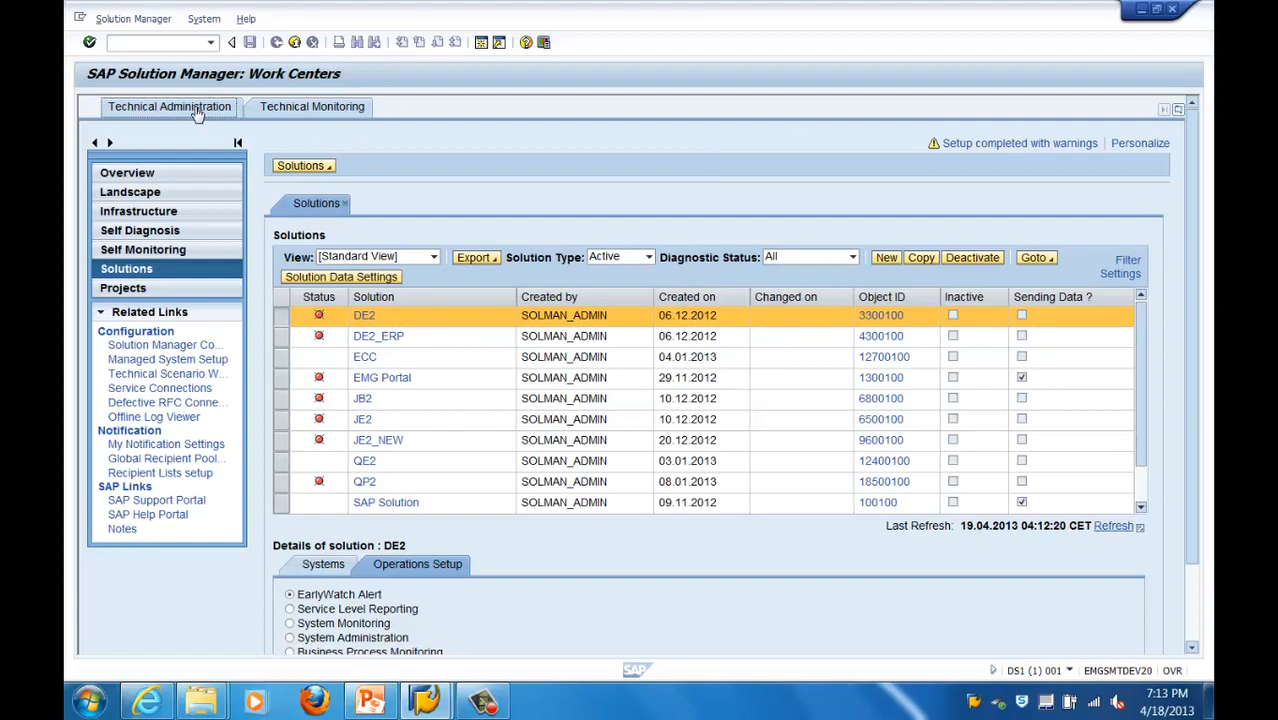 Solution Manager System Help
SAP Solution Manager: Work Centers
Technical Administration Technical Monitoring
Setup completed with warnings Personalize
Solutions
Overview
Landscape
Infrastructure
Self Diagnosis
Self Monitoring
Solutions
Projects
Related Links
Configuration
Solution Manager Co...
Managed System Setup
Technical Scenario W...
Service Connections
Defective RFC Conne...
Offline Log Viewer
Notification
My Notification Settings
Global Recipient Pool...
Recipient Lists setup
SAP Links
SAP Support Portal
SAP Help Portal
Notes
Solutions
Solutions
View: [Standard View] Export Solution Type: Active Diagnostic Status: All New Copy Deactivate Goto Filter
Solution Data Settings Settings
Status Solution Created by Created on Changed on Object ID Inactive Sending Data ?
DE2 SOLMAN_ADMIN 06.12.2012 3300100
DE2_ERP SOLMAN_ADMIN 06.12.2012 4300100
ECC SOLMAN_ADMIN 04.01.2013 12700100
EMG Portal SOLMAN_ADMIN 29.11.2012 1300100
JB2 SOLMAN_ADMIN 10.12.2012 6800100
JE2 SOLMAN_ADMIN 10.12.2012 6500100
JE2_NEW SOLMAN_ADMIN 20.12.2012 9600100
QE2 SOLMAN_ADMIN 03.01.2013 12400100
QP2 SOLMAN_ADMIN 08.01.2013 18500100
SAP Solution SOLMAN_ADMIN 09.11.2012 100100
Last Refresh: 19.04.2013 04:12:20 CET Refresh
Details of solution : DE2
Systems Operations Setup
EarlyWatch Alert
Service Level Reporting
System Monitoring
System Administration
Business Process Monitoring
SAP DS1 (1) 001 EMGSMTDEV20 OVR
7:13 PM
4/18/2013